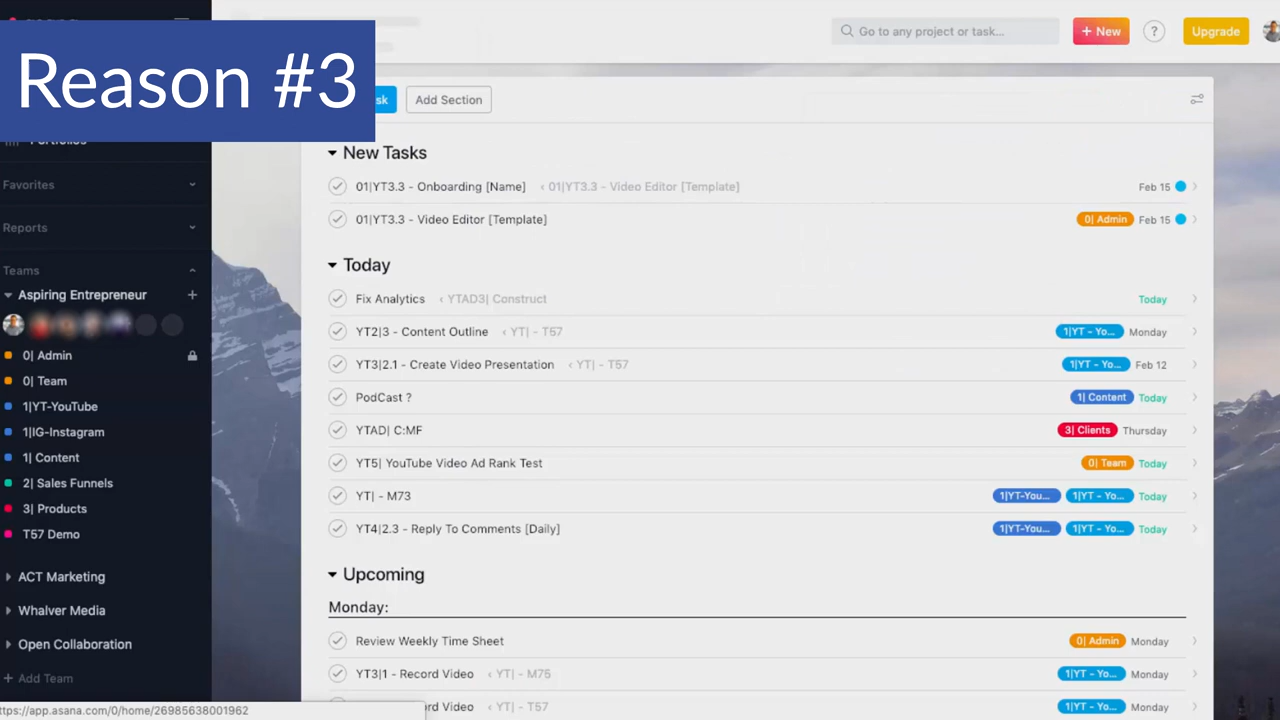 Reason #3
Go to any project or task...
+ New
?
Upgrade
Add Section
Favorites
Reports
Teams
Aspiring Entrepreneur +
0| Admin
0| Team
1|YT-YouTube
1|IG-Instagram
1| Content
2| Sales Funnels
3| Products
T57 Demo
ACT Marketing
Whalver Media
Open Collaboration
+ Add Team
New Tasks
01|YT3.3 - Onboarding [Name] ‹ 01|YT3.3 - Video Editor [Template] Feb 15
01|YT3.3 - Video Editor [Template] 0| Admin Feb 15
Today
Fix Analytics ‹ YTAD3| Construct Today
YT2|3 - Content Outline ‹ YT| - T57 1|YT - Yo... Monday
YT3|2.1 - Create Video Presentation ‹ YT| - T57 1|YT - Yo... Feb 12
PodCast ? 1| Content Today
YTAD| C:MF 3| Clients Thursday
YT5| YouTube Video Ad Rank Test 0| Team Today
YT| - M73 1|YT-You... 1|YT - Yo... Today
YT4|2.3 - Reply To Comments [Daily] 1|YT-You... 1|YT - Yo... Today
Upcoming
Monday:
Review Weekly Time Sheet 0| Admin Monday
YT3|1 - Record Video ‹ YT| - M75 1|YT - Yo... Monday
rd Video ‹ YT| - T57 1|YT - Yo... Monday
ttps://app.asana.com/0/home/26985638001962